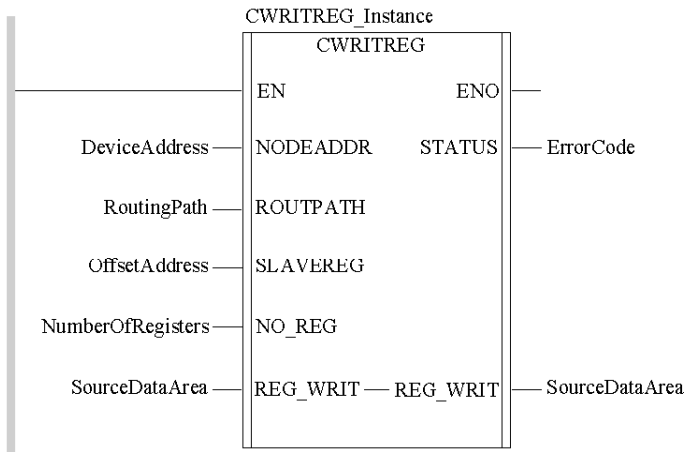 CWRITREG_Instance
CWRITREG
EN ENO
DeviceAddress NODEADDR STATUS ErrorCode
RoutingPath ROUTPATH
OffsetAddress SLAVEREG
NumberOfRegisters NO_REG
SourceDataArea REG_WRIT REG_WRIT SourceDataArea